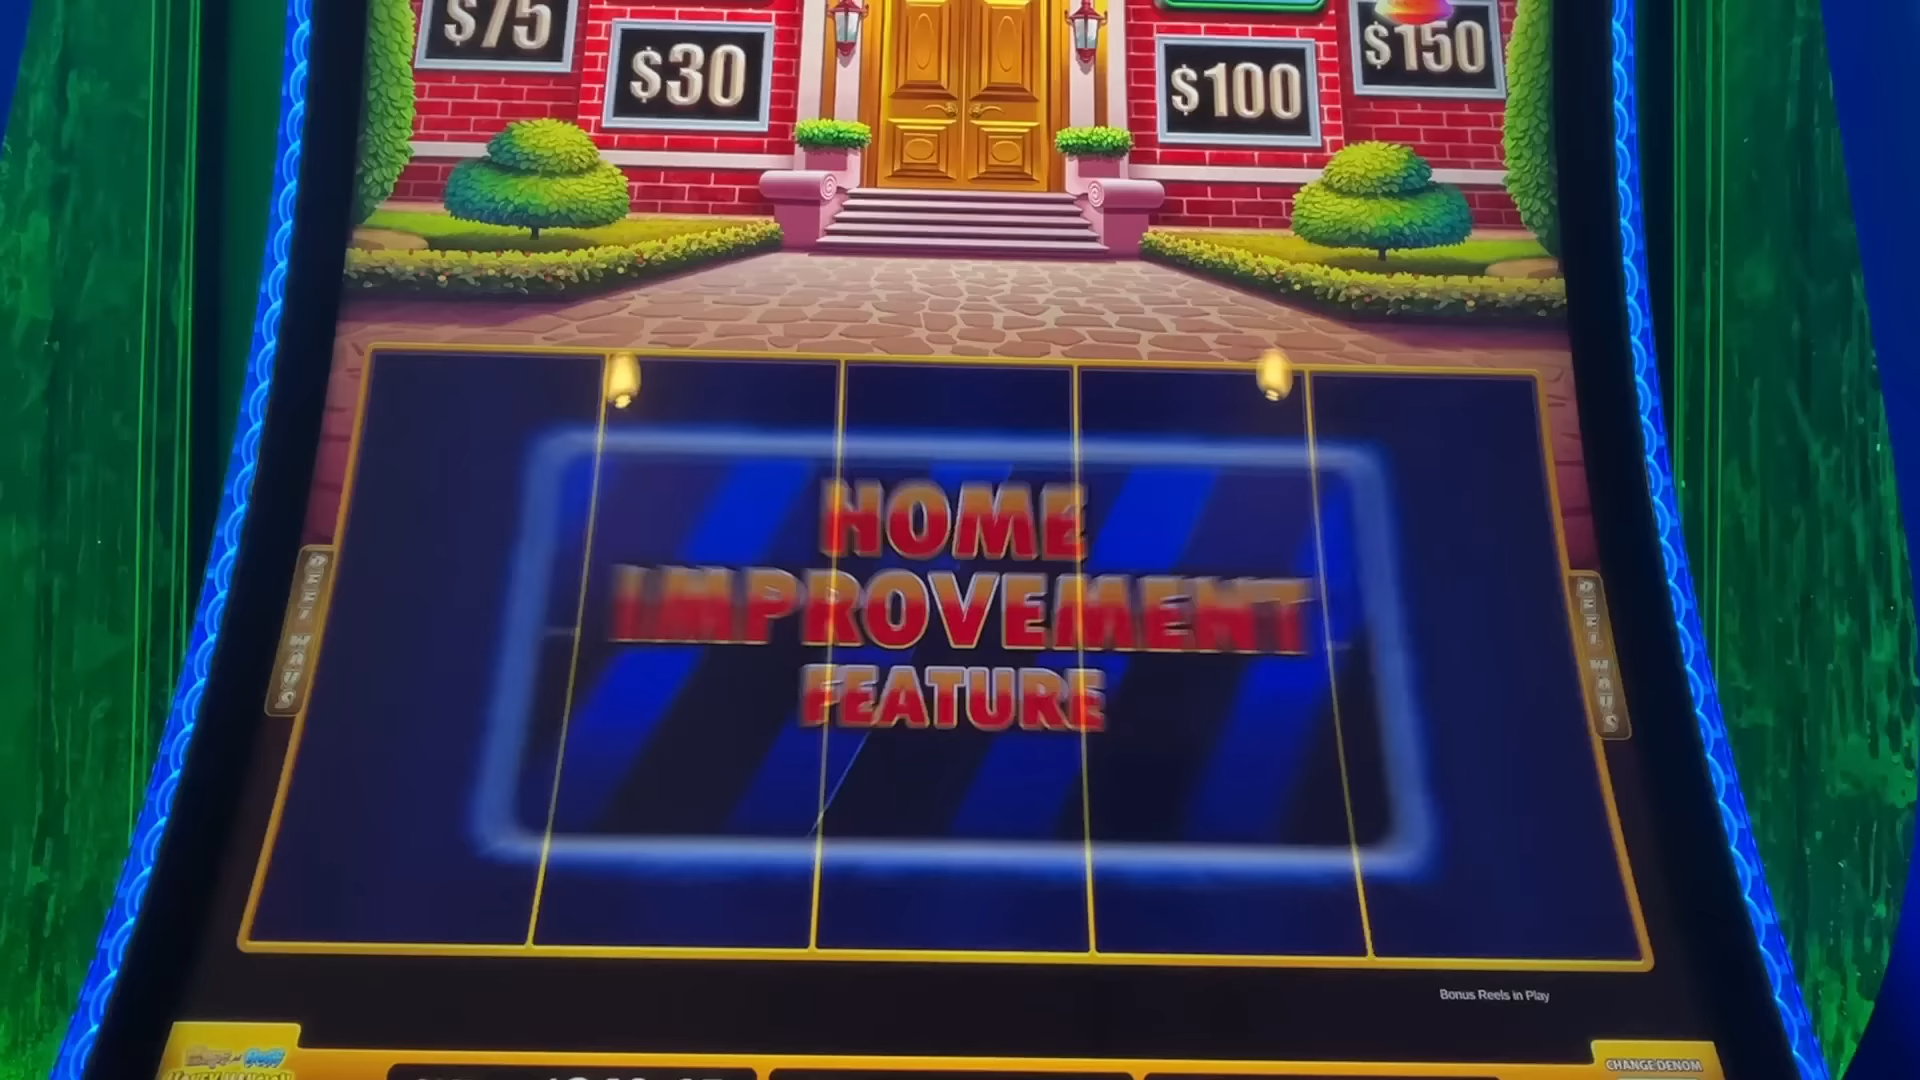 $75
$30
$100
$150
HOME
IMPROVEMENT
FEATURE
Bonus Reels in Play
CHANGE DENOM